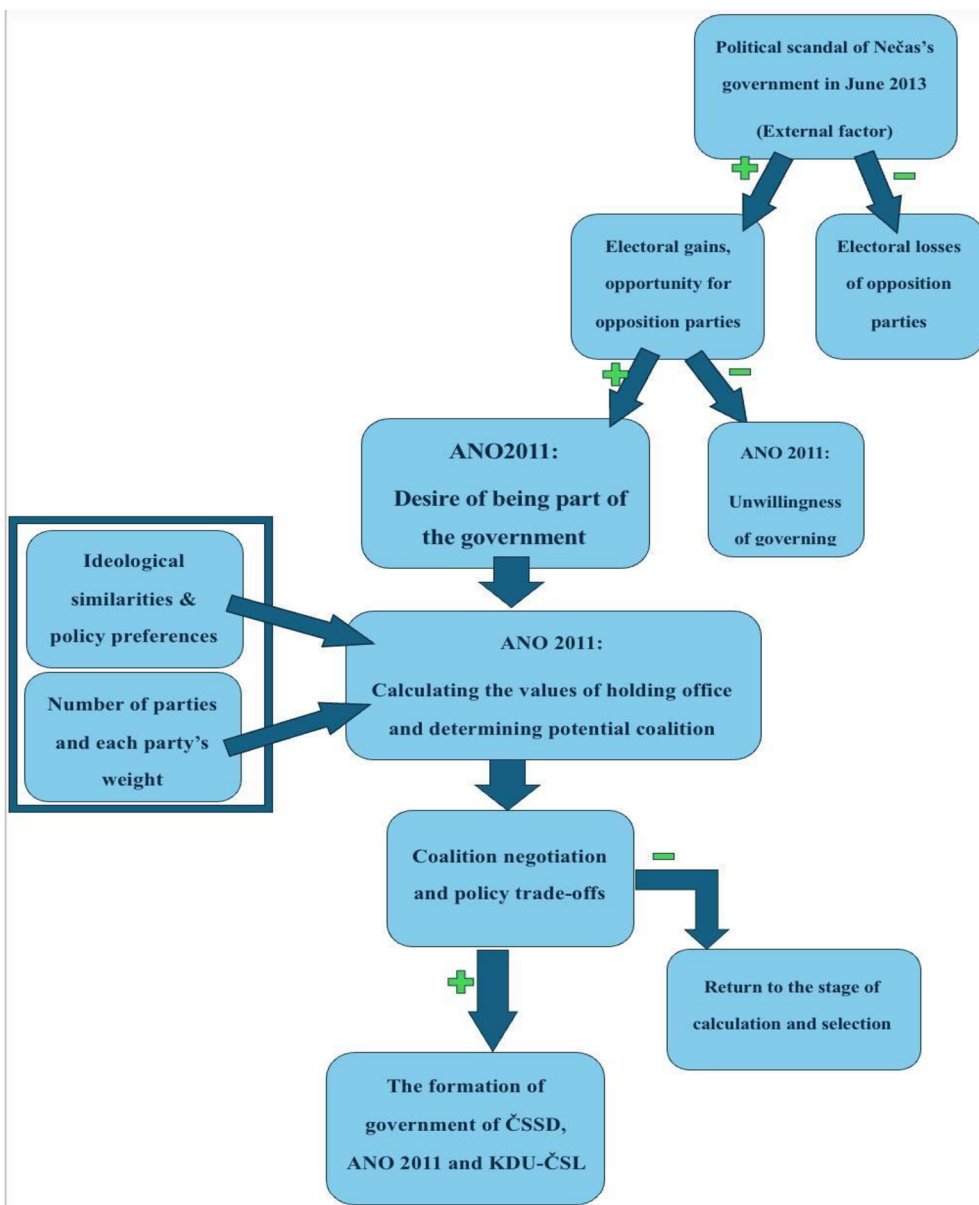 Political scandal of Nečas’s
government in June 2013
(External factor)
Electoral gains,
opportunity for
opposition parties
Electoral losses
of opposition
parties
ANO2011:
Desire of being part of
the government
ANO 2011:
Unwillingness
of governing
Ideological
similarities &
policy preferences
Number of parties
and each party’s
weight
ANO 2011:
Calculating the values of holding office
and determining potential coalition
Coalition negotiation
and policy trade-offs
Return to the stage of
calculation and selection
The formation of
government of ČSSD,
ANO 2011 and KDU-ČSL